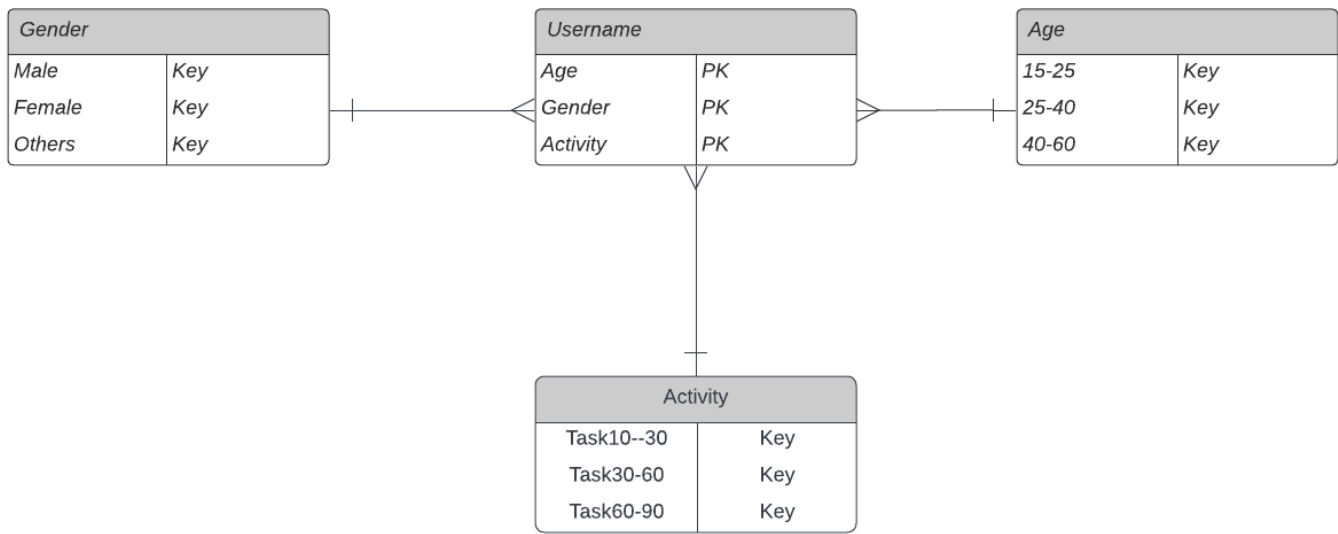 Gender
Male Key
Female Key
Others Key
Username
Age PK
Gender PK
Activity PK
Age
15-25 Key
25-40 Key
40-60 Key
Activity
Task10--30 Key
Task30-60 Key
Task60-90 Key